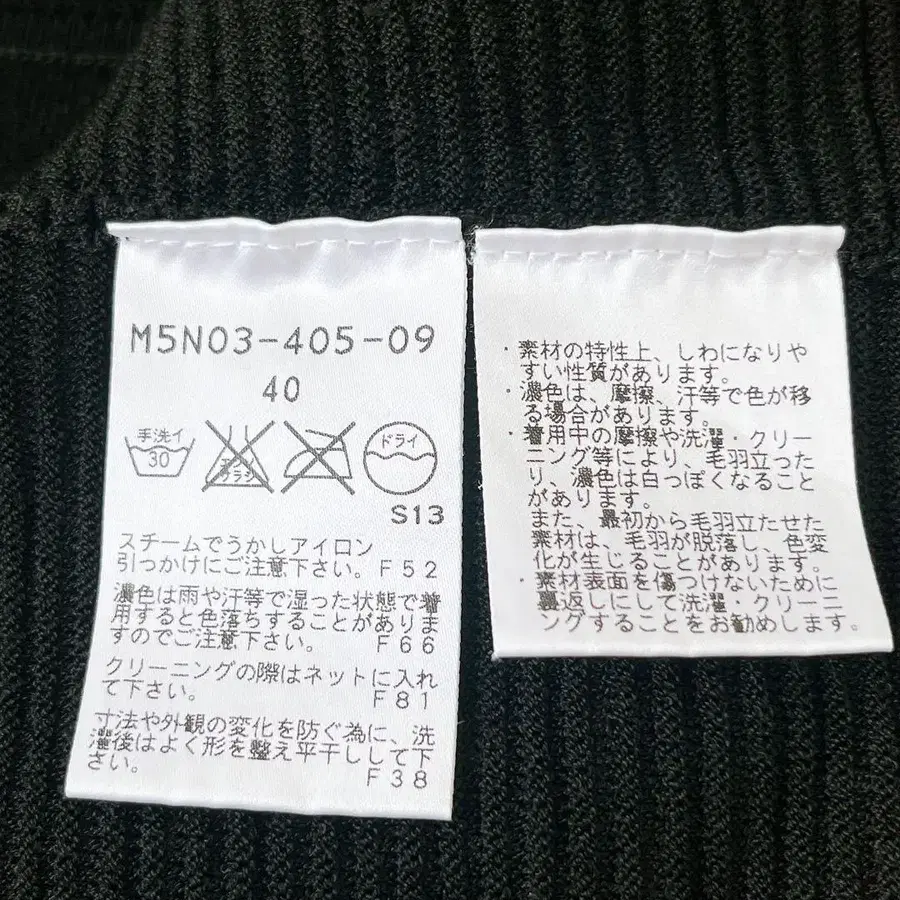 M5N03-405-09
40
手洗イ
30
エンソ
サラシ
ドライ
S13
スチームでうかしアイロン
引っかけにご注意下さい。F52
濃色は雨や汗等で湿った状態で着
用すると色落ちすることがありま
すのでご注意下さい。 F66
クリーニングの際はネットに入れ
て下さい。 F81
寸法や外観の変化を防ぐ為に、洗
濯後はよく形を整え平干しして下
さい。 F38
・素材の特性上、しわになりや
すい性質があります。
・濃色は、摩擦、汗等で色が移
る場合があります。
・着用中の摩擦や洗濯・クリー
ニング等により、毛羽立った
り、濃色は白っぽくなること
があります。
また、最初から毛羽立たせた
素材は、毛羽が脱落し、色変
化が生じることがあります。
・素材表面を傷つけないために
裏返しにして洗濯・クリーニ
ングすることをお勧めします。